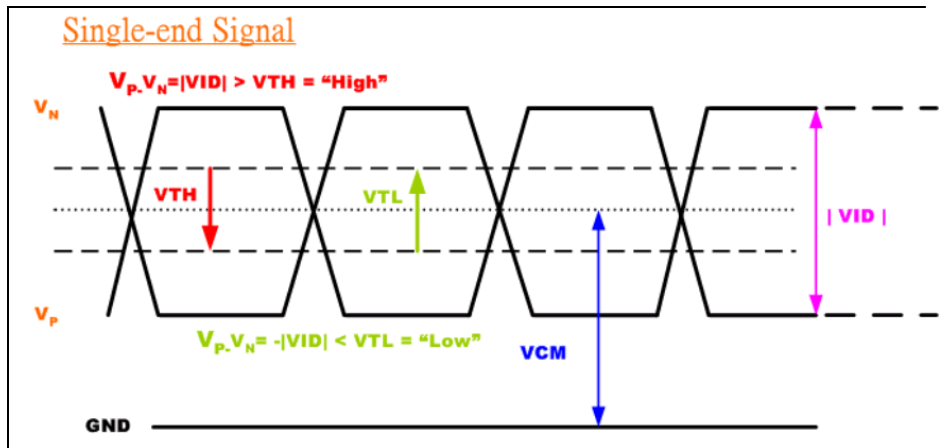 Single-end Signal
VP-VN=|VID| > VTH = “High”
VN
VTH
VTL
| VID |
VP
VP-VN= -|VID| < VTL = “Low”
VCM
GND